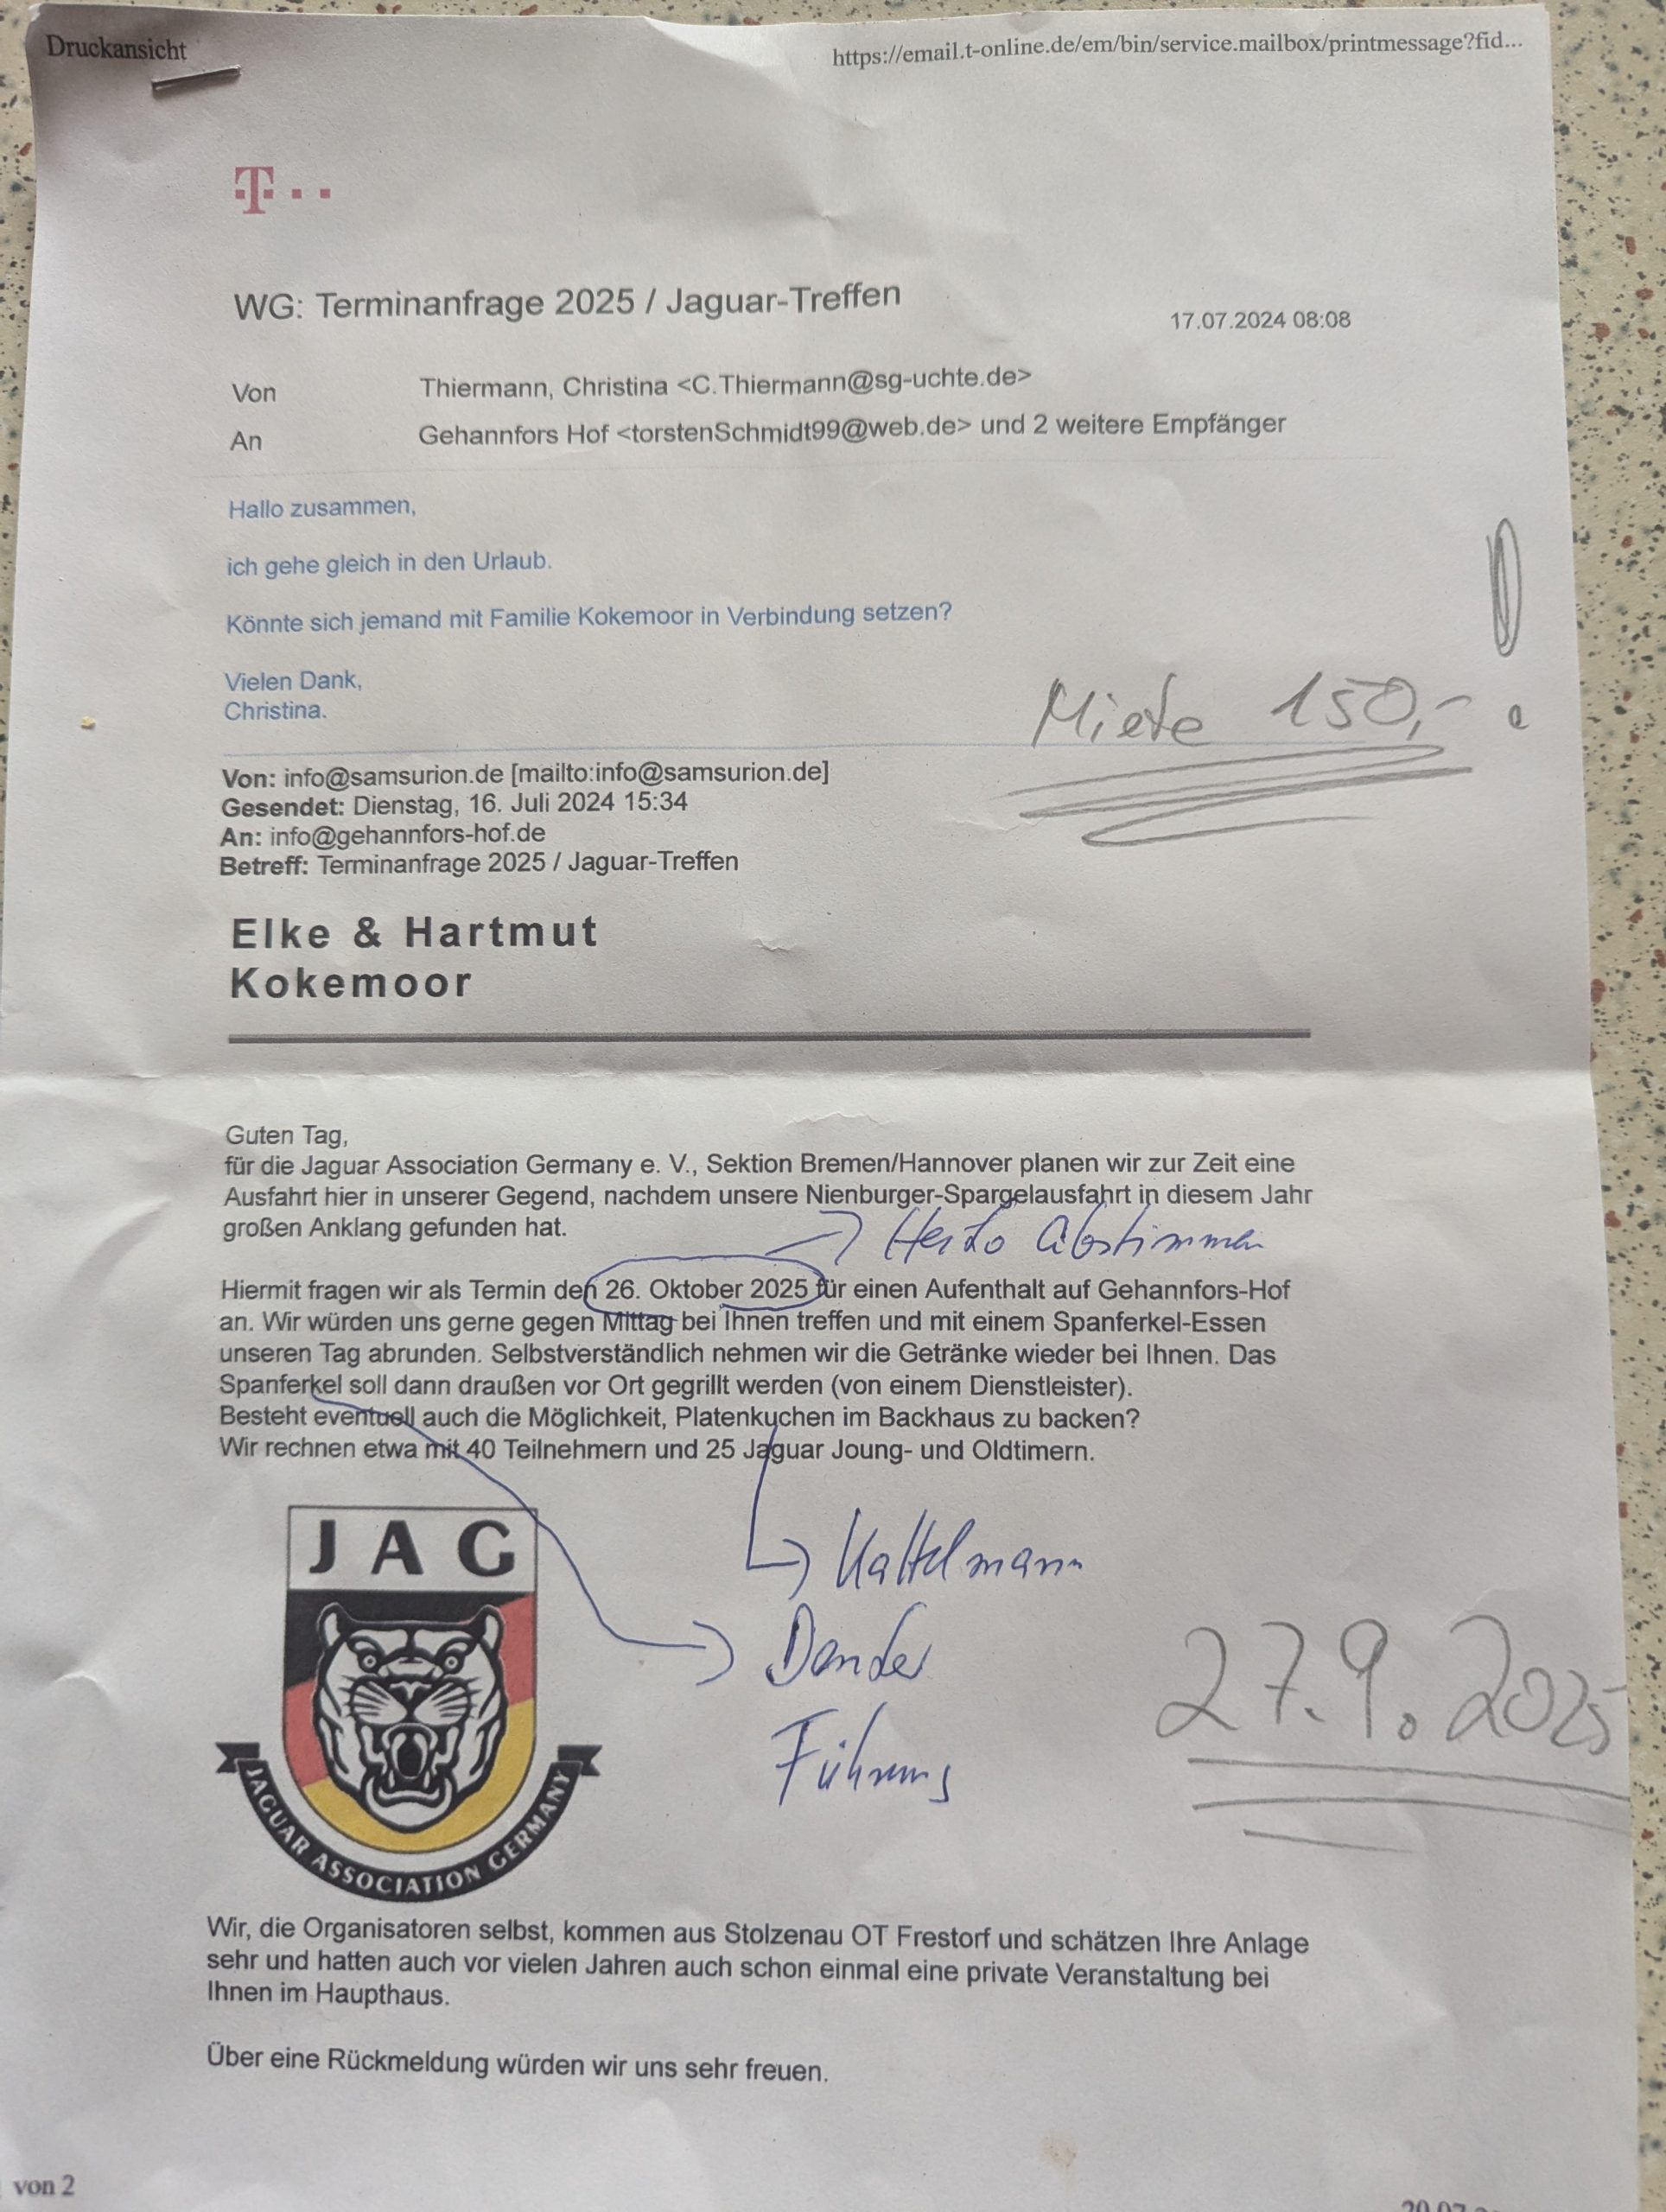 Druckansicht
https://email.t-online.de/em/bin/service.mailbox/printmessage?fid...
T
WG: Terminanfrage 2025 / Jaguar-Treffen
17.07.2024 08:08
Von Thiermann, Christina <C.Thiermann@sg-uchte.de>
An Gehannfors Hof <torstenSchmidt99@web.de> und 2 weitere Empfänger
Hallo zusammen,
ich gehe gleich in den Urlaub.
Könnte sich jemand mit Familie Kokemoor in Verbindung setzen?
Vielen Dank,
Christina.
Miete 150,- !
Von: info@samsurion.de [mailto:info@samsurion.de]
Gesendet: Dienstag, 16. Juli 2024 15:34
An: info@gehannfors-hof.de
Betreff: Terminanfrage 2025 / Jaguar-Treffen
Elke & Hartmut
Kokemoor
Guten Tag,
für die Jaguar Association Germany e. V., Sektion Bremen/Hannover planen wir zur Zeit eine
Ausfahrt hier in unserer Gegend, nachdem unsere Nienburger-Spargelausfahrt in diesem Jahr
großen Anklang gefunden hat.
Abstimmen
Hiermit fragen wir als Termin den 26. Oktober 2025 für einen Aufenthalt auf Gehannfors-Hof
an. Wir würden uns gerne gegen Mittag bei Ihnen treffen und mit einem Spanferkel-Essen
unseren Tag abrunden. Selbstverständlich nehmen wir die Getränke wieder bei Ihnen. Das
Spanferkel soll dann draußen vor Ort gegrillt werden (von einem Dienstleister).
Besteht eventuell auch die Möglichkeit, Platenkuchen im Backhaus zu backen?
Wir rechnen etwa mit 40 Teilnehmern und 25 Jaguar Joung- und Oldtimern.
JAG
Kattelmann
Führung
27.9.2025
JAGUAR ASSOCIATION GERMANY
Wir, die Organisatoren selbst, kommen aus Stolzenau OT Frestorf und schätzen Ihre Anlage
sehr und hatten auch vor vielen Jahren auch schon einmal eine private Veranstaltung bei
Ihnen im Haupthaus.
Über eine Rückmeldung würden wir uns sehr freuen.
von 2